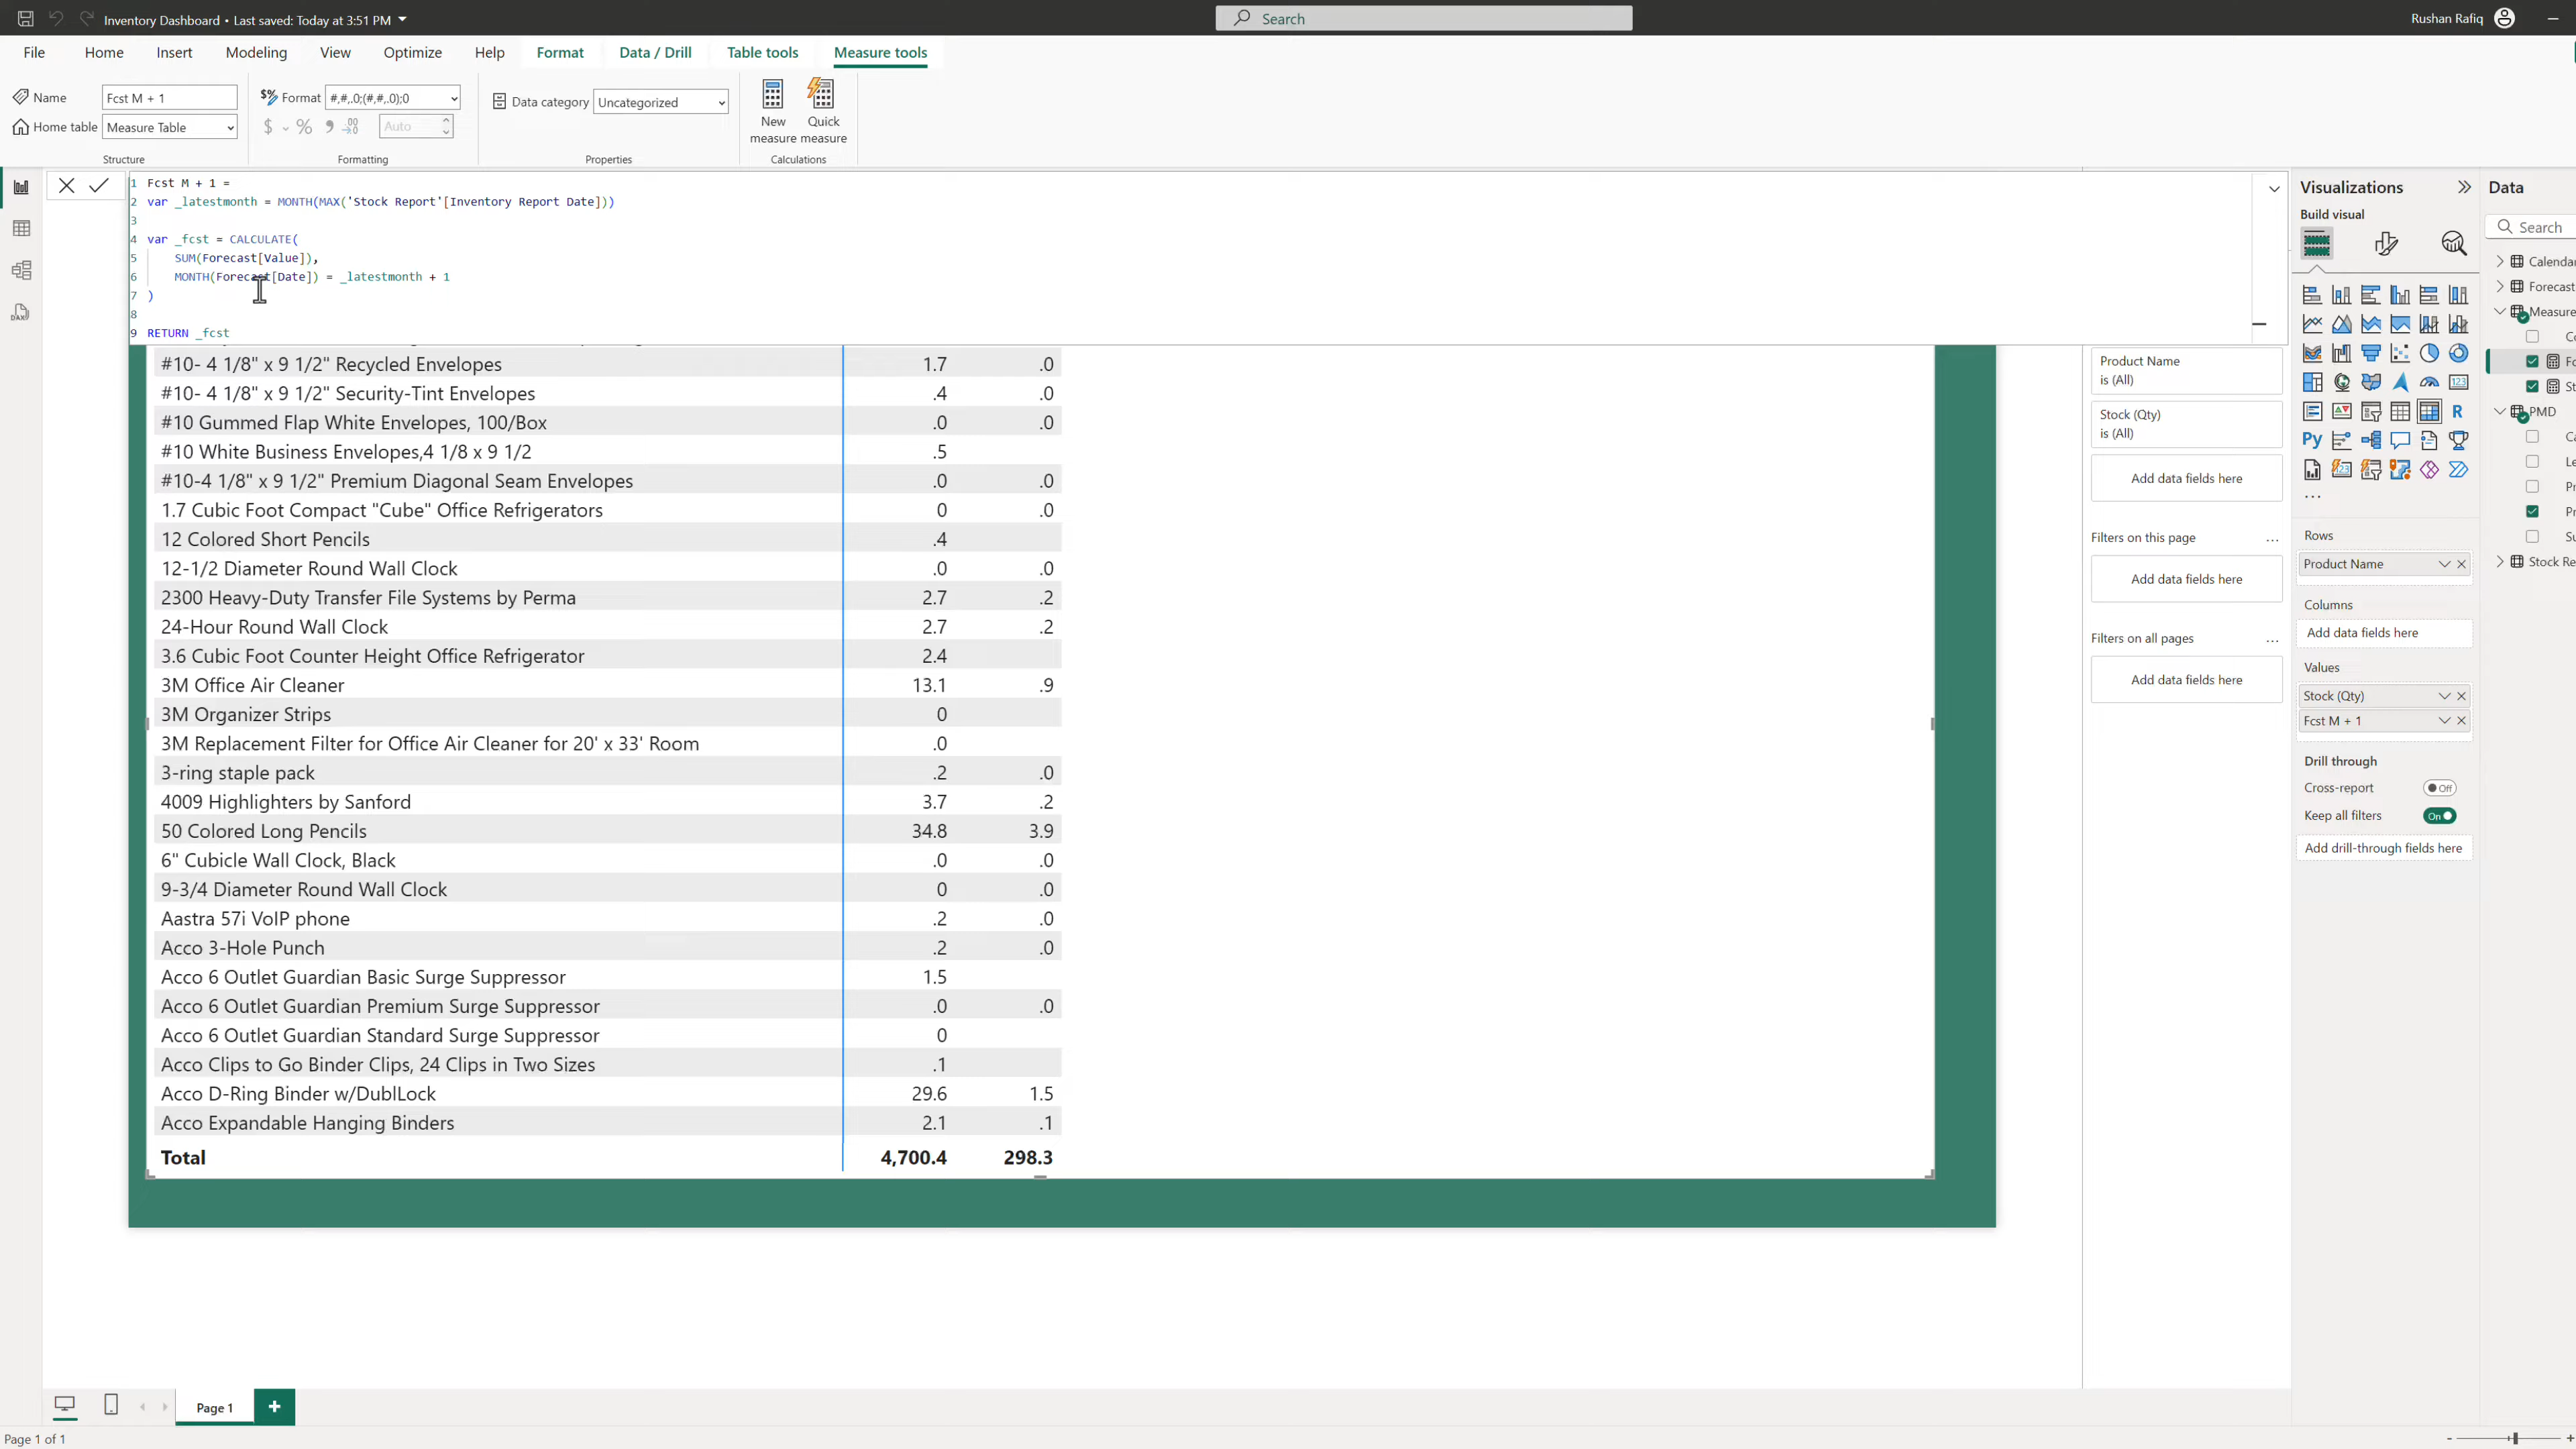 Inventory Dashboard • Last saved: Today at 3:51 PM
Search
Rushan Rafiq
File Home Insert Modeling View Optimize Help Format Data / Drill Table tools Measure tools
Name Fcst M + 1
Home table Measure Table
Structure
$% Format #,#,.0;(#,#,.0);0
$ % 9 .00 Auto
Formatting
Data category Uncategorized
Properties
New measure
Quick measure
Calculations
1 Fcst M + 1 =
2 var _latestmonth = MONTH(MAX('Stock Report'[Inventory Report Date]))
3
4 var _fcst = CALCULATE(
5 SUM(Forecast[Value]),
6 MONTH(Forecast[Date]) = _latestmonth + 1
7 )
8
9 RETURN _fcst
#10- 4 1/8" x 9 1/2" Recycled Envelopes 1.7 .0
#10- 4 1/8" x 9 1/2" Security-Tint Envelopes .4 .0
#10 Gummed Flap White Envelopes, 100/Box .0 .0
#10 White Business Envelopes,4 1/8 x 9 1/2 .5
#10-4 1/8" x 9 1/2" Premium Diagonal Seam Envelopes .0 .0
1.7 Cubic Foot Compact "Cube" Office Refrigerators 0 .0
12 Colored Short Pencils .4
12-1/2 Diameter Round Wall Clock .0 .0
2300 Heavy-Duty Transfer File Systems by Perma 2.7 .2
24-Hour Round Wall Clock 2.7 .2
3.6 Cubic Foot Counter Height Office Refrigerator 2.4
3M Office Air Cleaner 13.1 .9
3M Organizer Strips 0
3M Replacement Filter for Office Air Cleaner for 20' x 33' Room .0
3-ring staple pack .2 .0
4009 Highlighters by Sanford 3.7 .2
50 Colored Long Pencils 34.8 3.9
6" Cubicle Wall Clock, Black .0 .0
9-3/4 Diameter Round Wall Clock 0 .0
Aastra 57i VoIP phone .2 .0
Acco 3-Hole Punch .2 .0
Acco 6 Outlet Guardian Basic Surge Suppressor 1.5
Acco 6 Outlet Guardian Premium Surge Suppressor .0 .0
Acco 6 Outlet Guardian Standard Surge Suppressor 0
Acco Clips to Go Binder Clips, 24 Clips in Two Sizes .1
Acco D-Ring Binder w/DublLock 29.6 1.5
Acco Expandable Hanging Binders 2.1 .1
Total 4,700.4 298.3
Product Name
is (All)
Stock (Qty)
is (All)
Add data fields here
Filters on this page ...
Add data fields here
Filters on all pages ...
Add data fields here
Visualizations
Build visual
123
R
Py
...
Rows
Product Name
Columns
Add data fields here
Values
Stock (Qty)
Fcst M + 1
Drill through
Cross-report Off
Keep all filters On
Add drill-through fields here
Data
Search
Calenda
Forecast
Measure
Co
Fo
St
PMD
Ca
Le
Pr
Pr
Su
Stock Re
DAX
Page 1
+
Page 1 of 1
- +